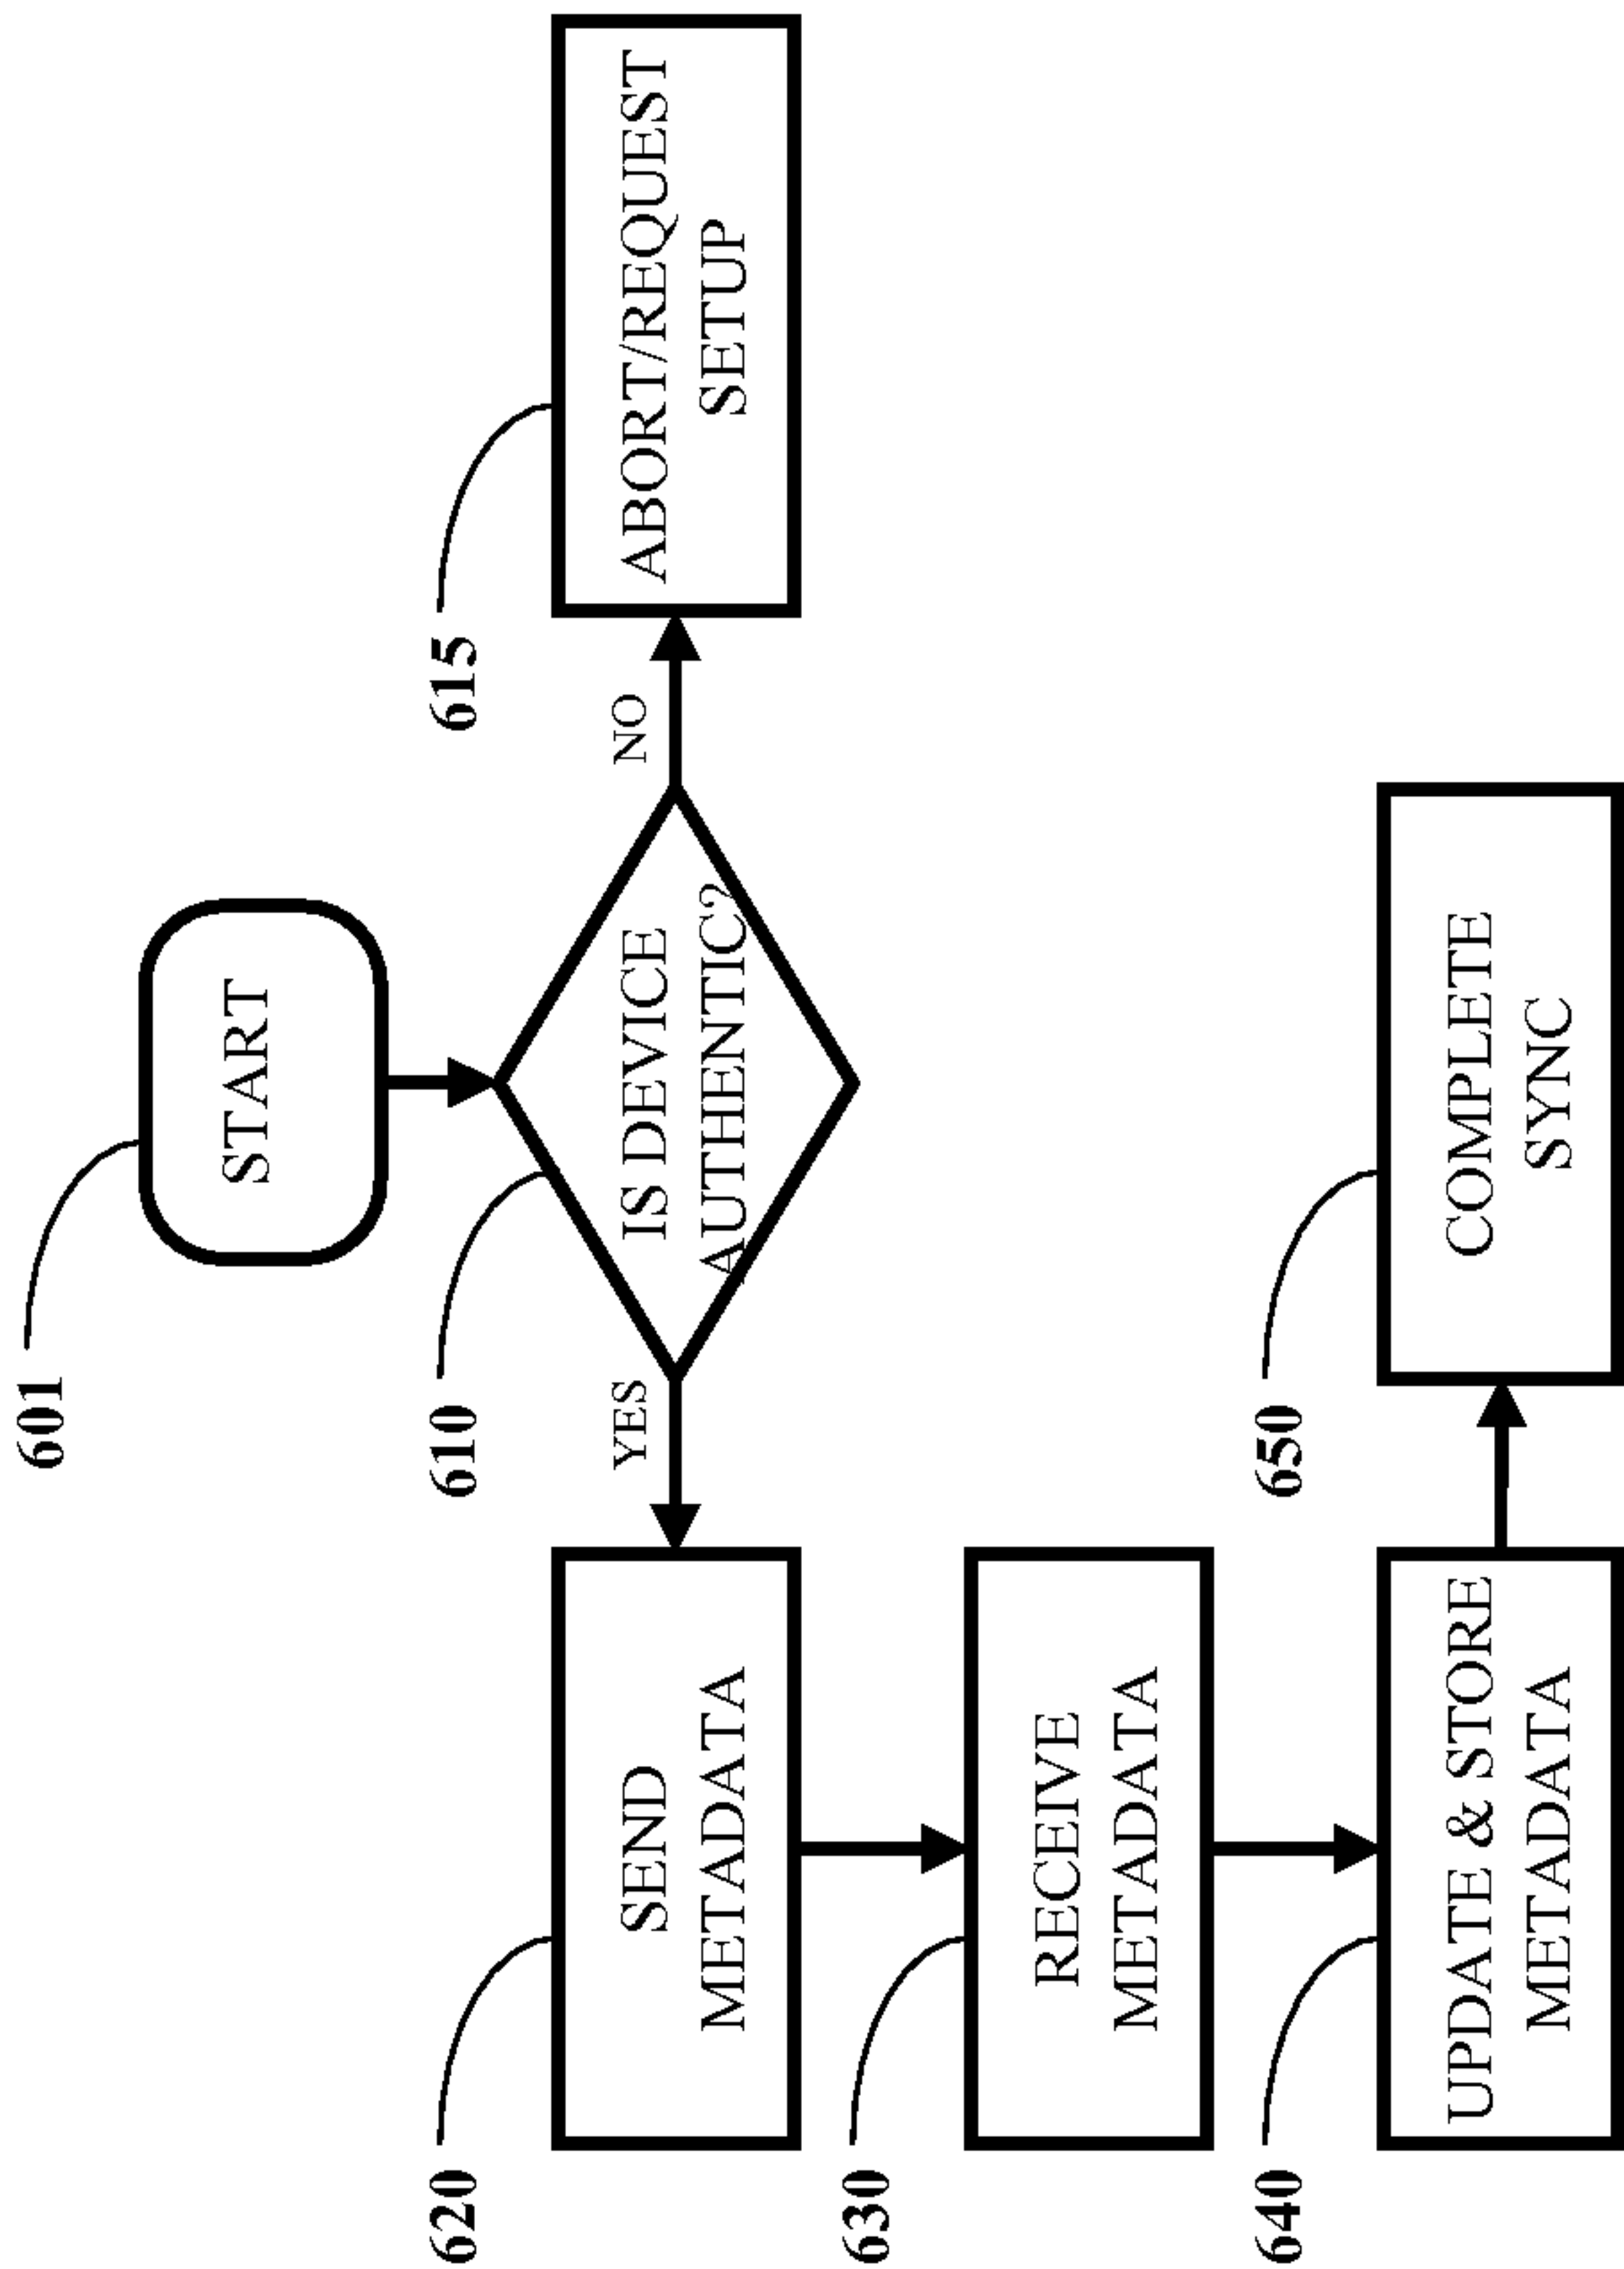 601
START
610
IS DEVICE
AUTHENTIC?
YES
NO
615
ABORT/REQUEST
SETUP
620
SEND
METADATA
630
RECEIVE
METADATA
640
UPDATE & STORE
METADATA
650
COMPLETE
SYNC